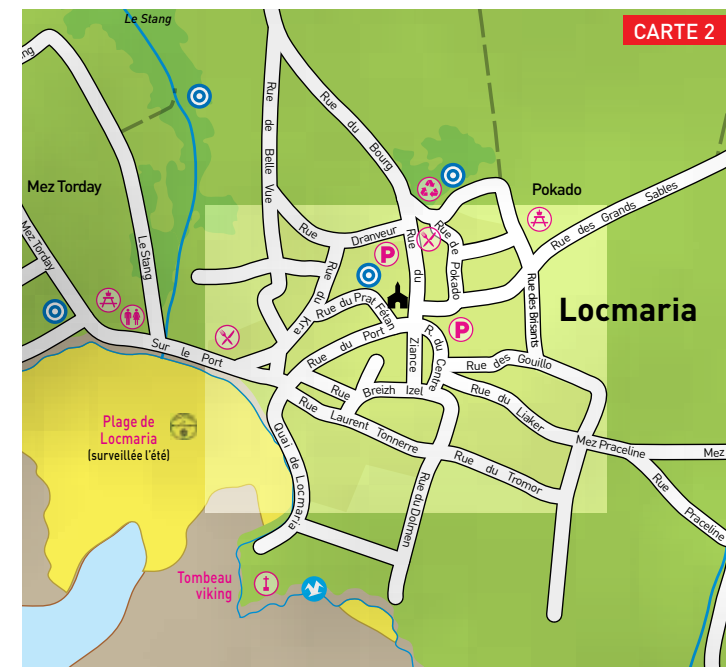 Le Stang
CARTE 2
Rue de Belle Vue
Rue du Bourg
Mez Torday
Pokado
Rue des Grands Sables
Mez Torday
Le Stang
Rue Dranveur
Rue du
Rue de Pokado
P
Rue du Kra
Rue du Prat Fétan
Rue des Brisants
Locmaria
Sur le Port
Rue du Port
Ziance
P
R. du Centre
Rue des Gouillo
Rue Breizh Izel
Rue du Liaker
Plage de
Locmaria
(surveillée l'été)
Rue Laurent Tonnerre
Quai de Locmaria
Mez Praceline
Mez
Rue du Tromor
Rue Praceline
Rue du Dolmen
Tombeau
viking